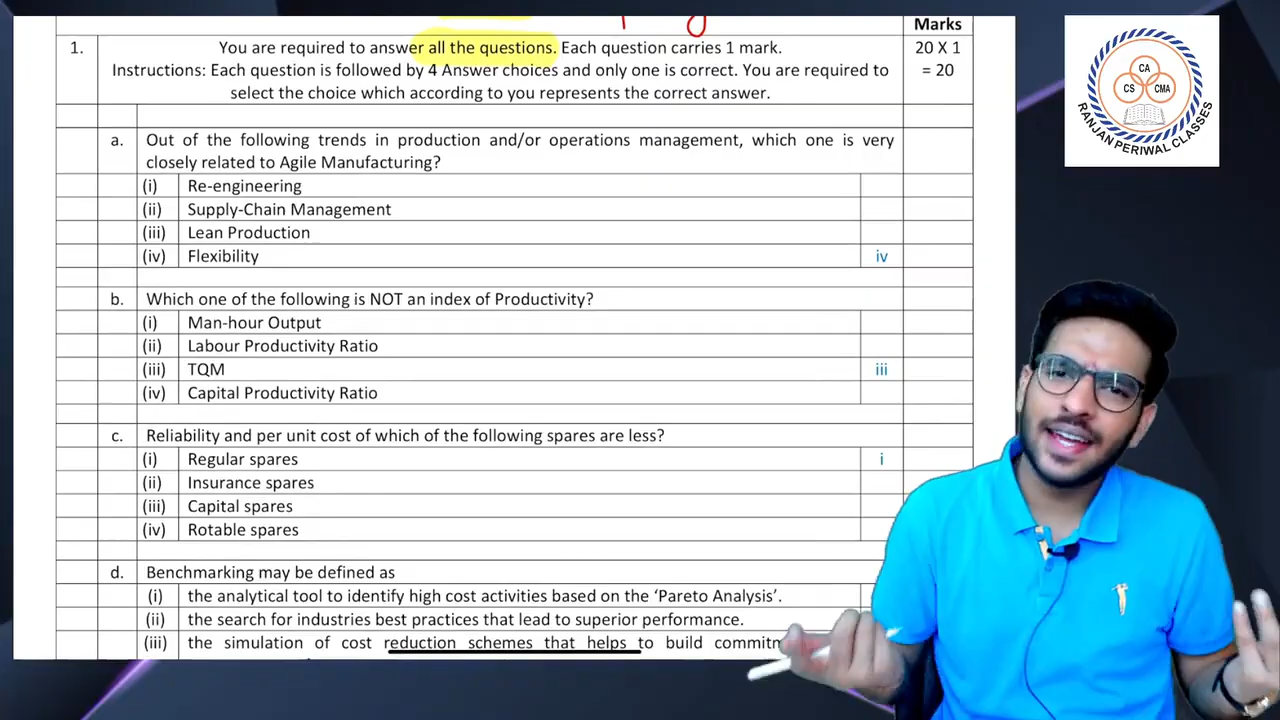 Marks
1. You are required to answer all the questions. Each question carries 1 mark. 20 X 1
Instructions: Each question is followed by 4 Answer choices and only one is correct. You are required to = 20
select the choice which according to you represents the correct answer.
a. Out of the following trends in production and/or operations management, which one is very
closely related to Agile Manufacturing?
(i) Re-engineering
(ii) Supply-Chain Management
(iii) Lean Production
(iv) Flexibility iv
b. Which one of the following is NOT an index of Productivity?
(i) Man-hour Output
(ii) Labour Productivity Ratio
(iii) TQM iii
(iv) Capital Productivity Ratio
c. Reliability and per unit cost of which of the following spares are less?
(i) Regular spares i
(ii) Insurance spares
(iii) Capital spares
(iv) Rotable spares
d. Benchmarking may be defined as
(i) the analytical tool to identify high cost activities based on the ‘Pareto Analysis’.
(ii) the search for industries best practices that lead to superior performance.
(iii) the simulation of cost reduction schemes that helps to build
CA
CS CMA
RANJAN PERIWAL CLASSES